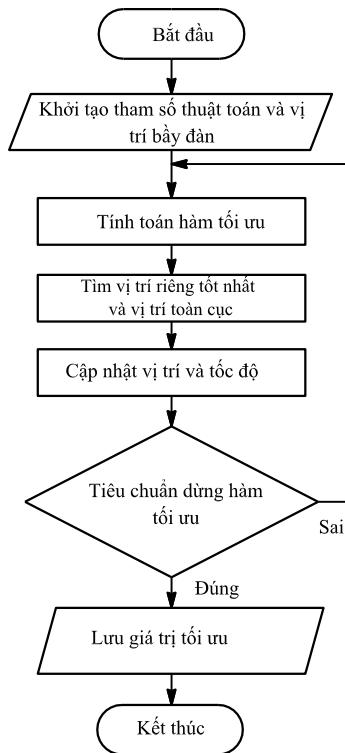 Bắt đầu
Khởi tạo tham số thuật toán và vị
trí bầy đàn
Tính toán hàm tối ưu
Tìm vị trí riêng tốt nhất
và vị trí toàn cục
Cập nhật vị trí và tốc độ
Tiêu chuẩn dừng hàm
tối ưu
Sai
Đúng
Lưu giá trị tối ưu
Kết thúc